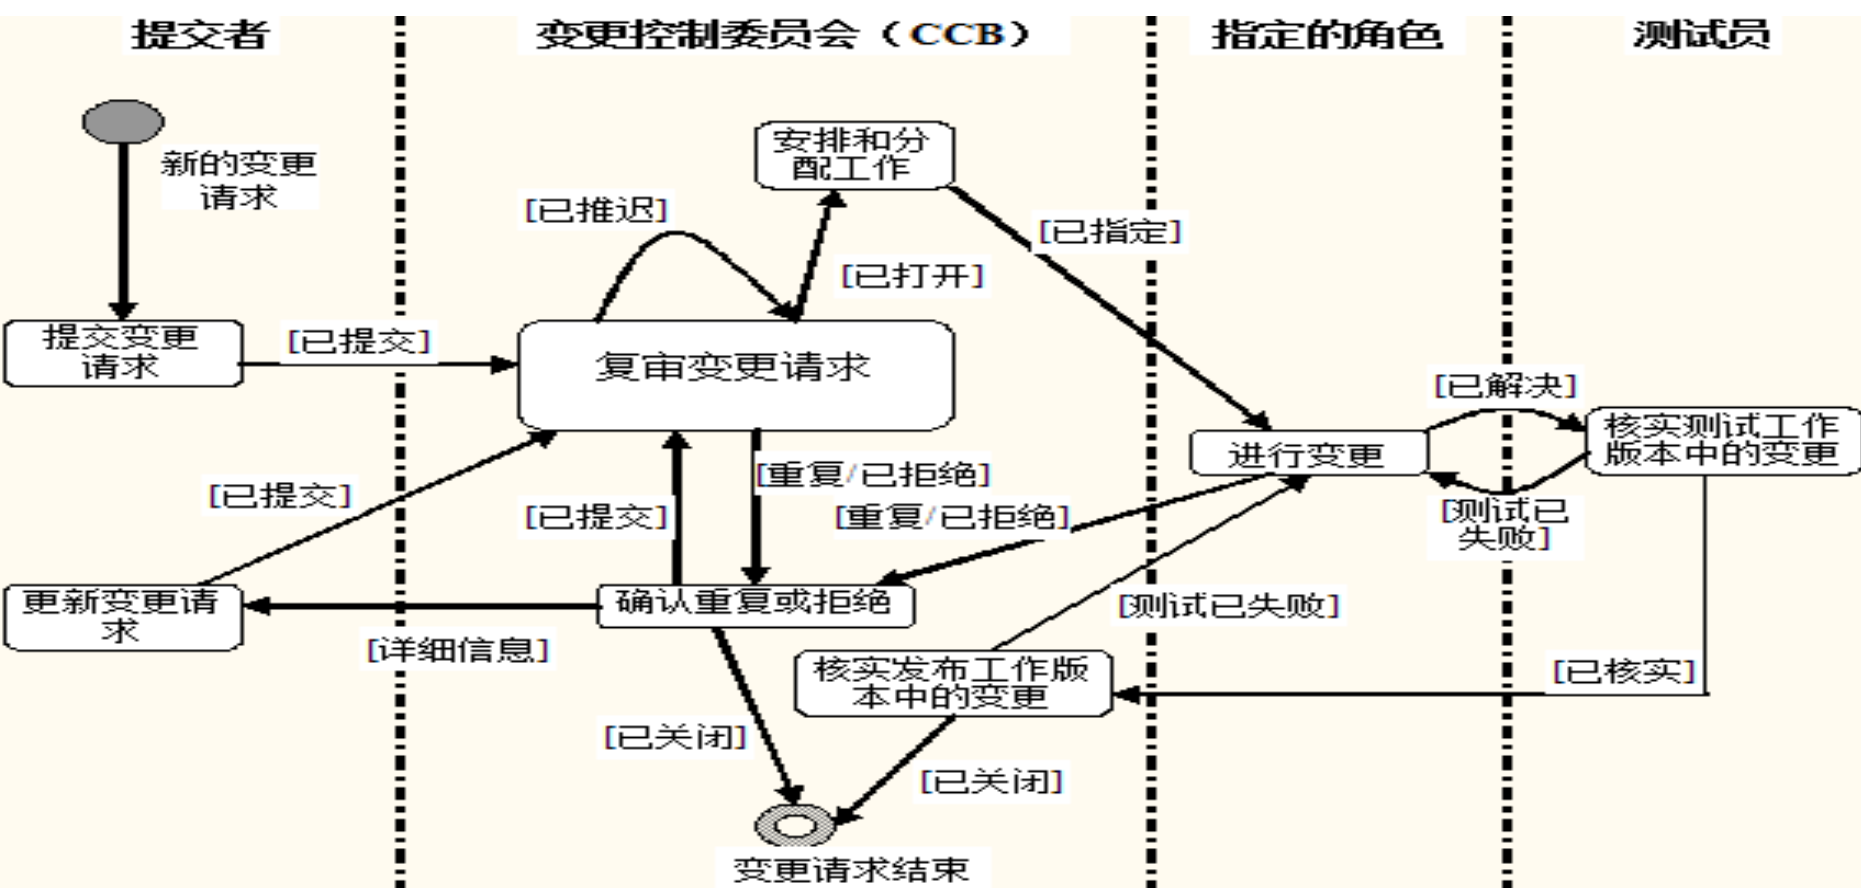 提交者
变更控制委员会（CCB）
指定的角色
测试员
新的变更
请求
安排和分
配工作
[已推迟]
[已指定]
[已打开]
提交变更
请求
[已提交]
复审变更请求
[已解决]
核实测试工作
版本中的变更
进行变更
[重复/已拒绝]
[已提交]
[已提交]
[重复/已拒绝]
[测试已
失败]
更新变更请
求
确认重复或拒绝
[测试已失败]
[详细信息]
核实发布工作版
本中的变更
[已核实]
[已关闭]
[已关闭]
变更请求结束